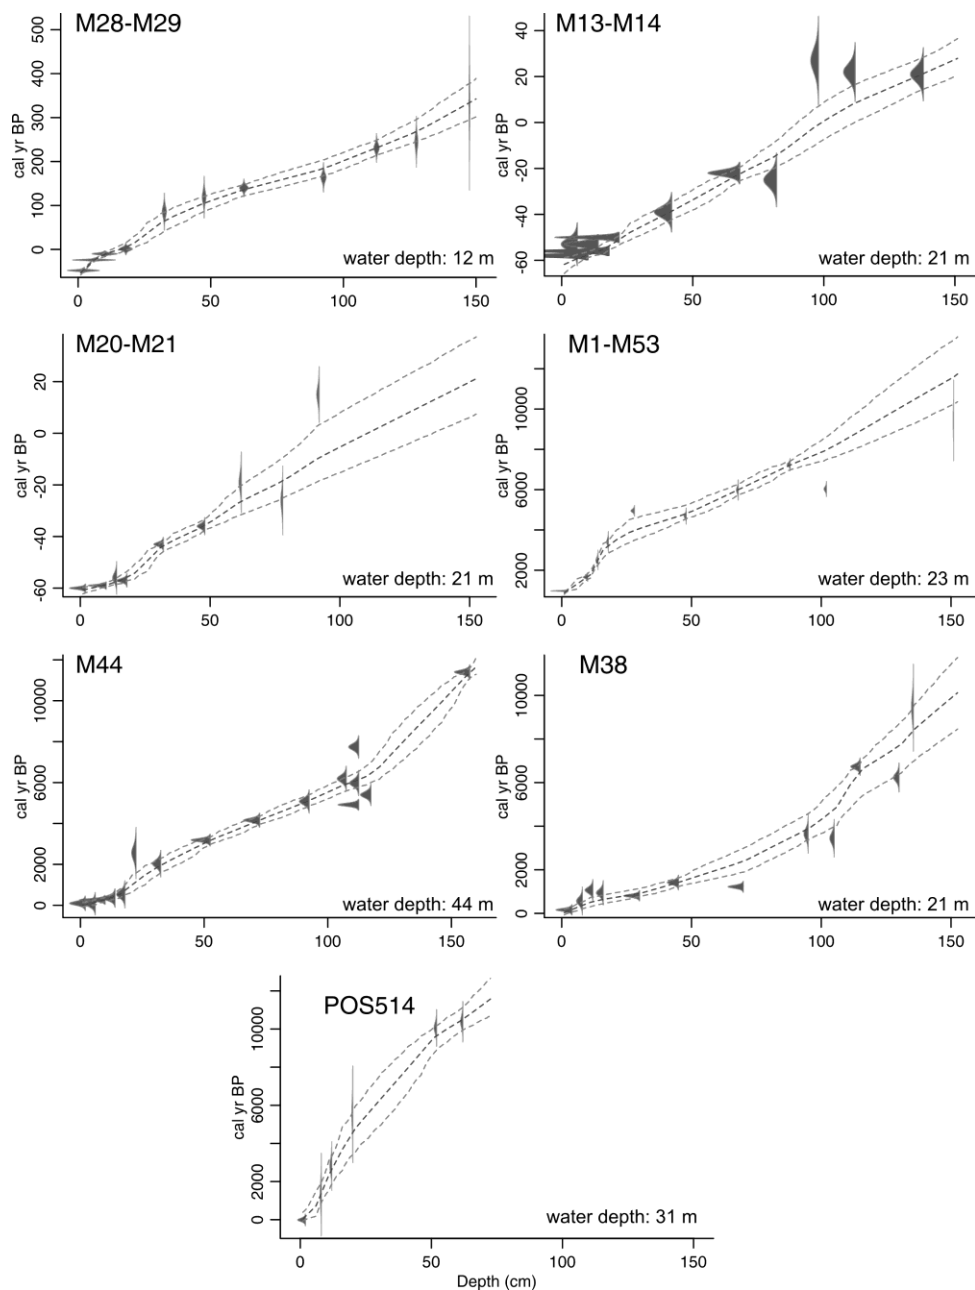 M28-M29
cal yr BP
0 100 200 300 400 500
water depth: 12 m
0 50 100 150
M13-M14
cal yr BP
-60 -40 -20 0 20 40
water depth: 21 m
0 50 100 150
M20-M21
cal yr BP
-60 -40 -20 0 20
water depth: 21 m
0 50 100 150
M1-M53
cal yr BP
2000 6000 10000
water depth: 23 m
0 50 100 150
M44
cal yr BP
0 2000 6000 10000
water depth: 44 m
0 50 100 150
M38
cal yr BP
0 2000 6000 10000
water depth: 21 m
0 50 100 150
POS514
cal yr BP
0 2000 6000 10000
water depth: 31 m
0 50 100 150
Depth (cm)